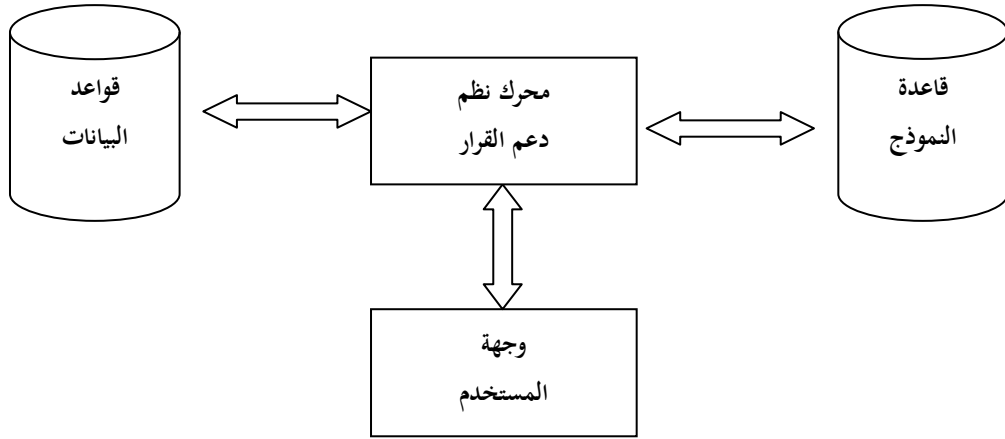 قاعدة
النموذج
محرك نظم
دعم القرار
قواعد
البيانات
وجهة
المستخدم